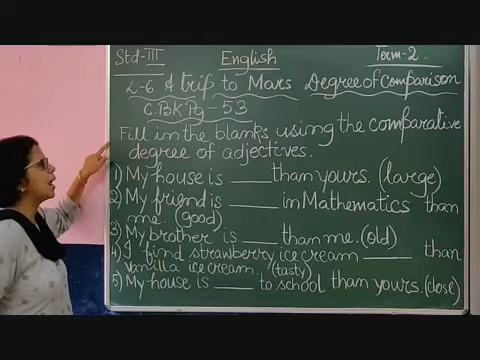 Std-III English Term-2.
L-6 A trip to Mars Degree of Comparison
C.B K Pg - 53
Fill in the blanks using the comparative
degree of adjectives.
1) My house is ____ than yours. (large)
2) My friend is ____ in Mathematics than
me. (good)
3) My brother is ____ than me. (old)
4) I find strawberry ice cream ____ than
Vanilla ice cream. (tasty)
5) My house is ____ to school than yours. (close)